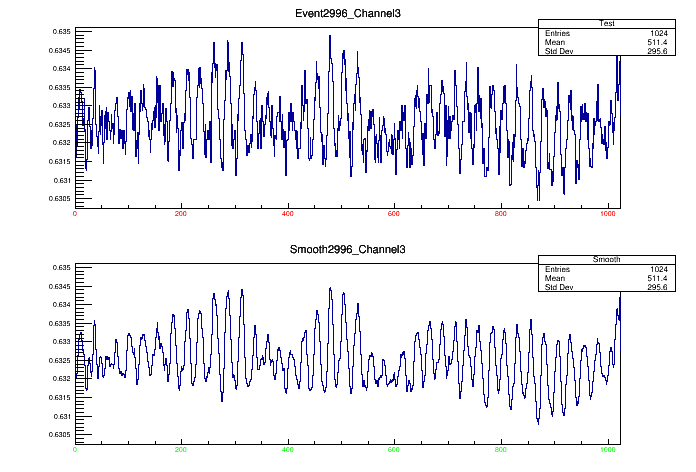 Event2996_Channel3
Test
Entries 1024
Mean 511.4
Std Dev 295.6
0.635
0.6345
0.634
0.6335
0.633
0.6325
0.632
0.6315
0.631
0.6305
0 200 400 600 800 1000
Smooth2996_Channel3
Smooth
Entries 1024
Mean 511.4
Std Dev 295.6
0.635
0.6345
0.634
0.6335
0.633
0.6325
0.632
0.6315
0.631
0.6305
0 200 400 600 800 1000